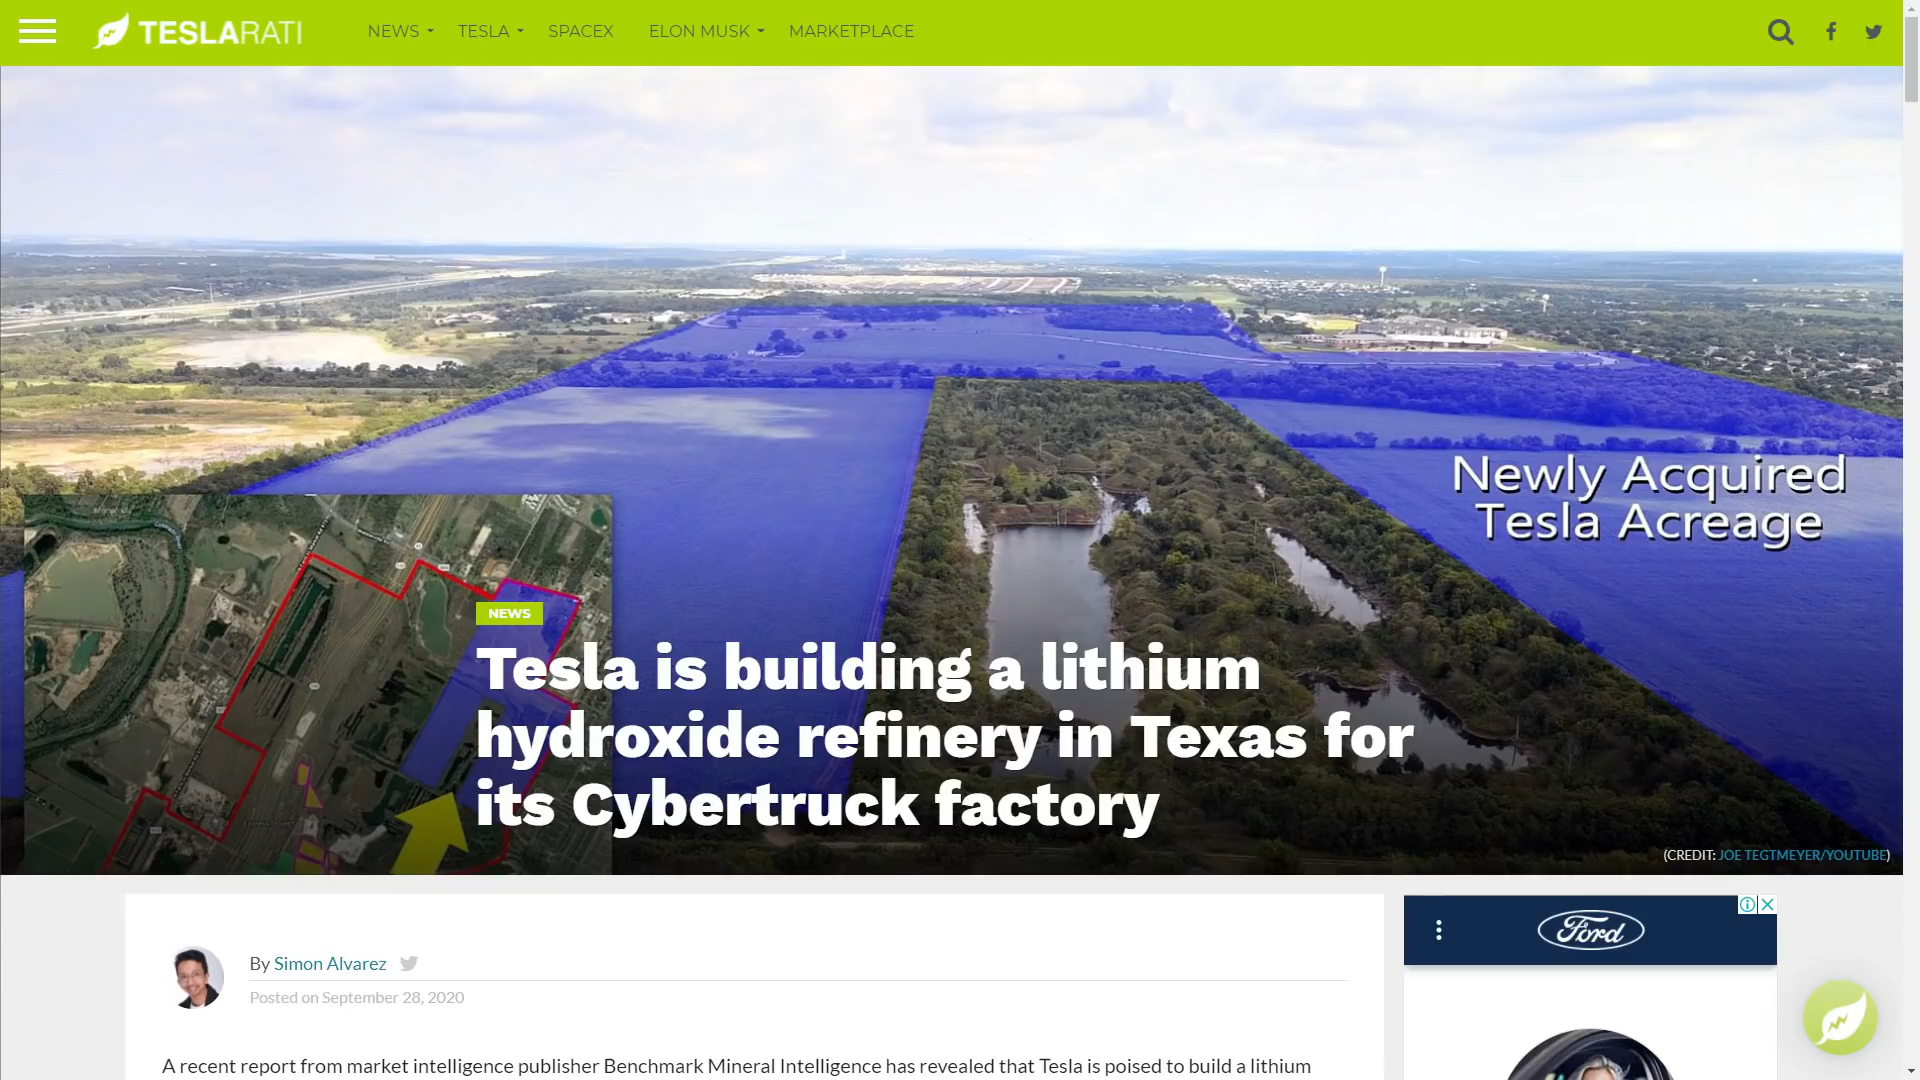 TESLARATI
NEWS
TESLA
SPACEX
ELON MUSK
MARKETPLACE
Newly Acquired
Tesla Acreage
NEWS
Tesla is building a lithium
hydroxide refinery in Texas for
its Cybertruck factory
(CREDIT: JOE TEGTMEYER/YOUTUBE)
By Simon Alvarez
Posted on September 28, 2020
Ford
A recent report from market intelligence publisher Benchmark Mineral Intelligence has revealed that Tesla is poised to build a lithium